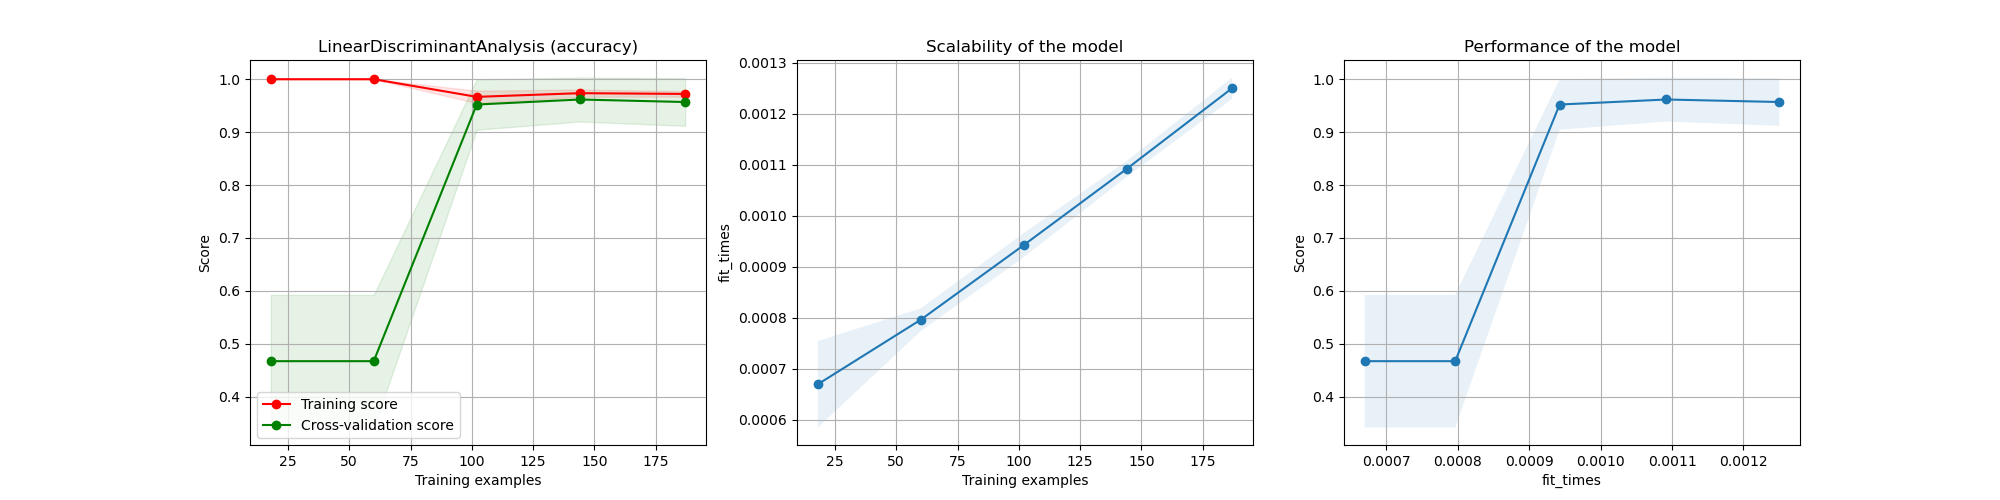 LinearDiscriminantAnalysis (accuracy)
Score
1.0
0.9
0.8
0.7
0.6
0.5
0.4
Training score
Cross-validation score
25 50 75 100 125 150 175
Training examples
Scalability of the model
fit_times
0.0013
0.0012
0.0011
0.0010
0.0009
0.0008
0.0007
0.0006
25 50 75 100 125 150 175
Training examples
Performance of the model
Score
1.0
0.9
0.8
0.7
0.6
0.5
0.4
0.0007 0.0008 0.0009 0.0010 0.0011 0.0012
fit_times